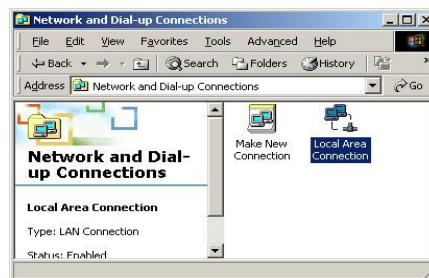 Network and Dial-up Connections
File Edit View Favorites Tools Advanced Help
Back Search Folders History
Address Network and Dial-up Connections Go
Network and Dial-
up Connections
Local Area Connection
Type: LAN Connection
Status: Enabled
Make New
Connection
Local Area
Connection